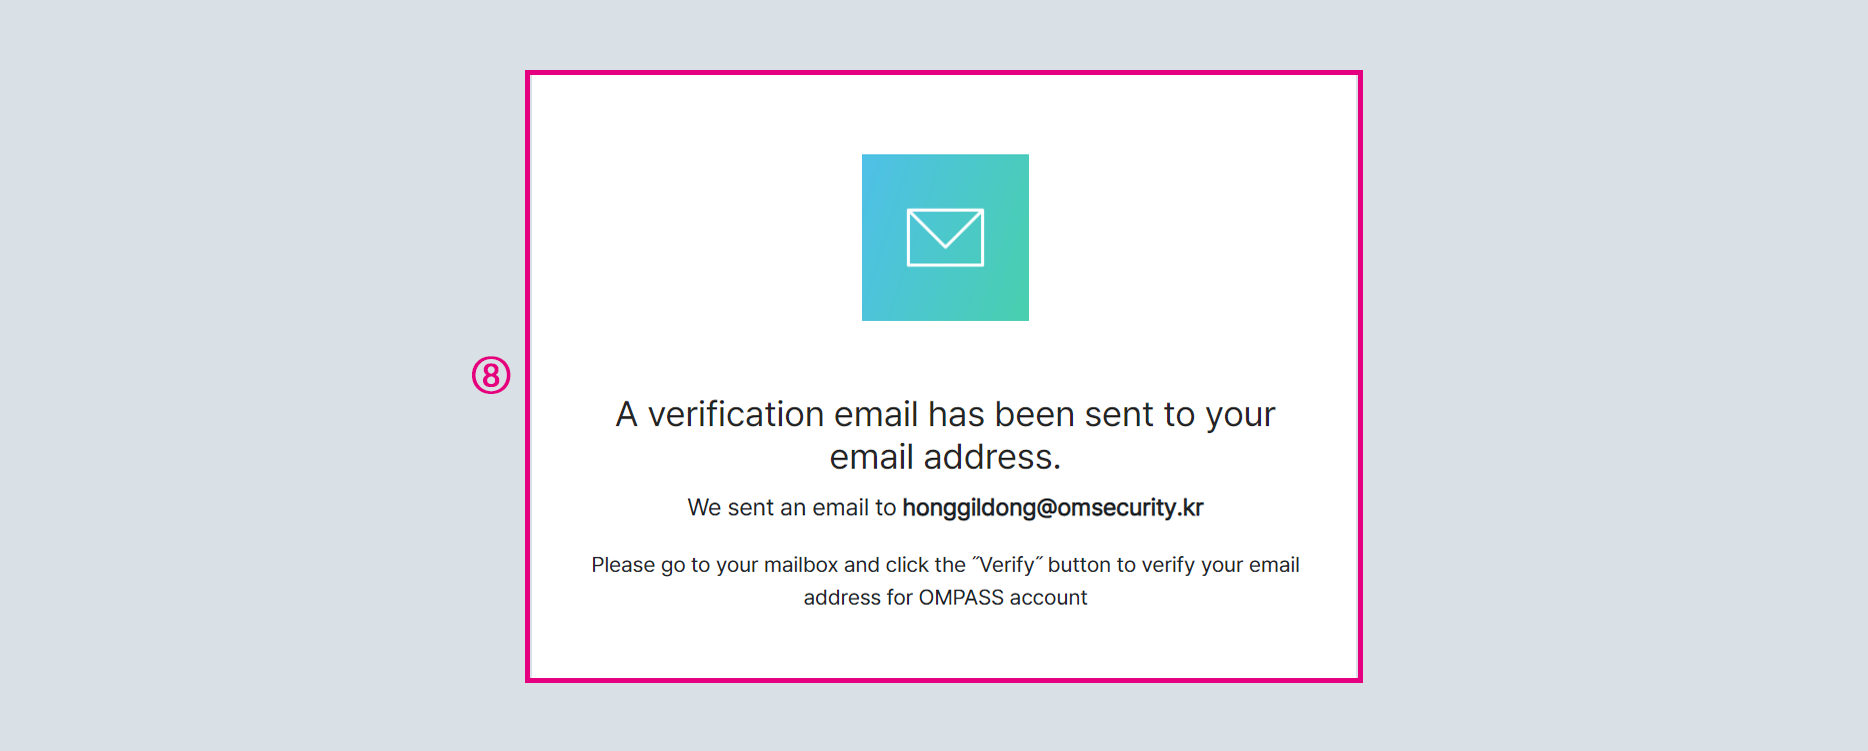 ⑧
A verification email has been sent to your
email address.
We sent an email to honggildong@omsecurity.kr
Please go to your mailbox and click the ˝Verify˝ button to verify your email
address for OMPASS account